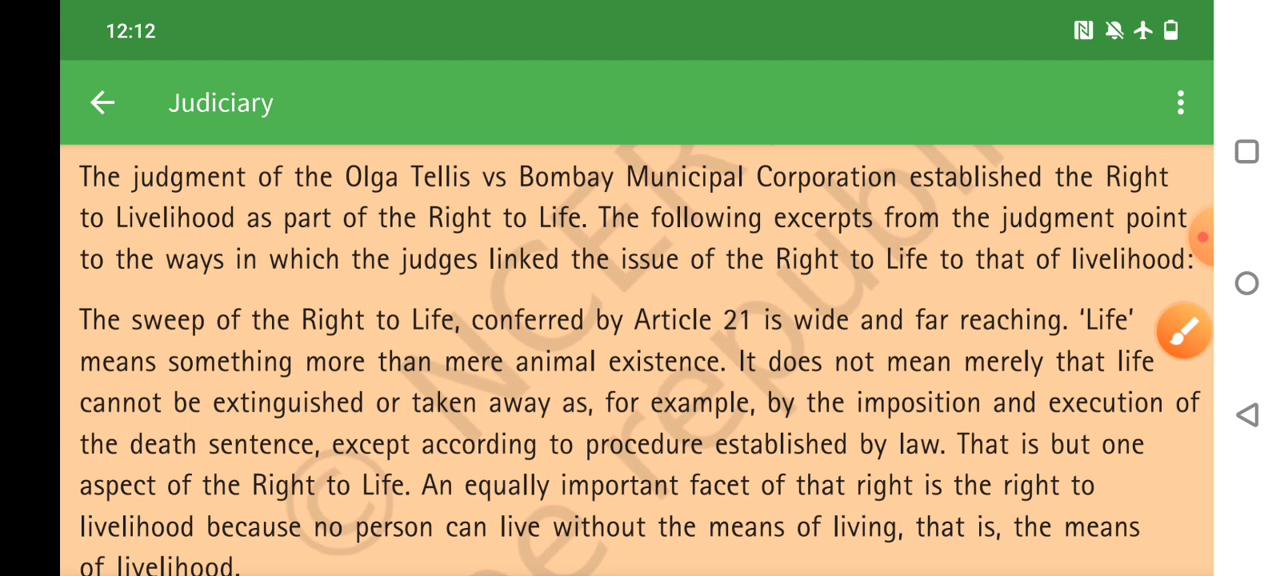 12:12
Judiciary
The judgment of the Olga Tellis vs Bombay Municipal Corporation established the Right
to Livelihood as part of the Right to Life. The following excerpts from the judgment point
to the ways in which the judges linked the issue of the Right to Life to that of livelihood:
The sweep of the Right to Life, conferred by Article 21 is wide and far reaching. ‘Life’
means something more than mere animal existence. It does not mean merely that life
cannot be extinguished or taken away as, for example, by the imposition and execution of
the death sentence, except according to procedure established by law. That is but one
aspect of the Right to Life. An equally important facet of that right is the right to
livelihood because no person can live without the means of living, that is, the means
of livelihood.
© NCER
republi